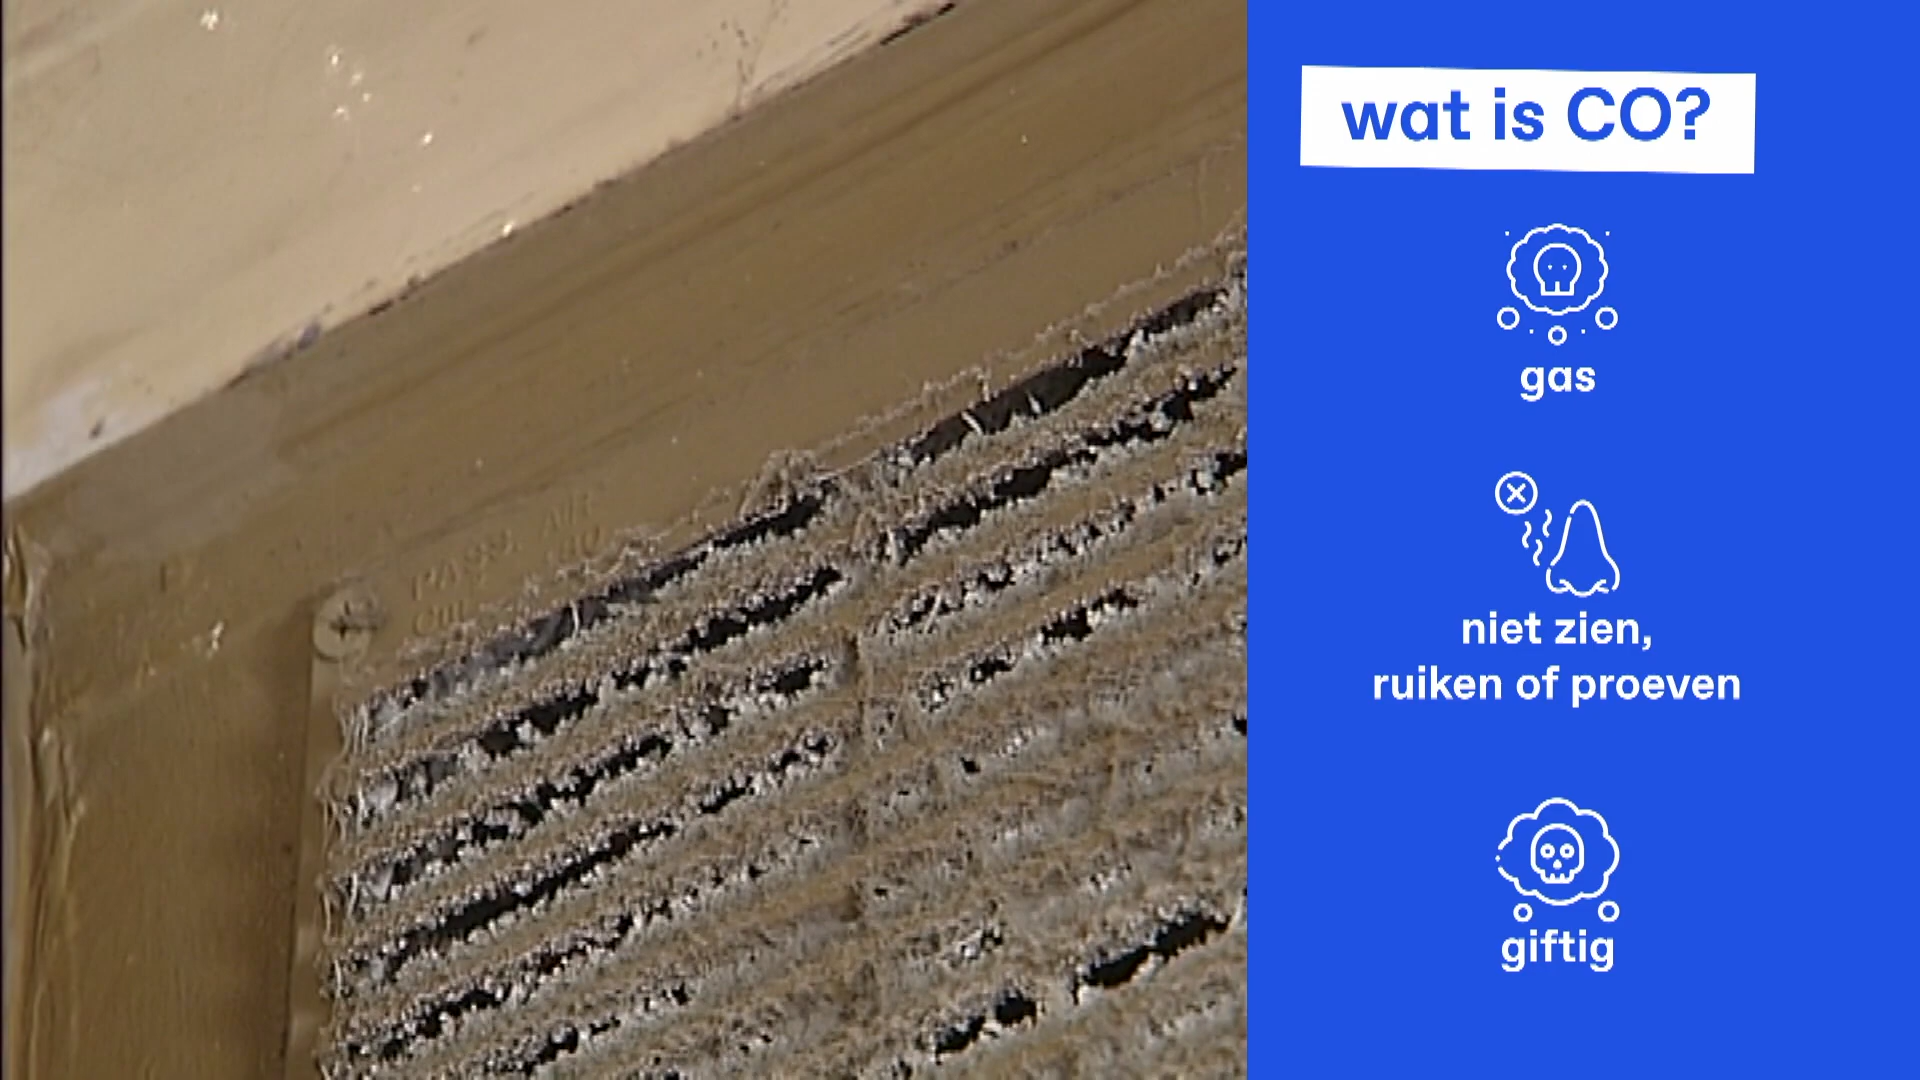 wat is CO?
gas
niet zien,
ruiken of proeven
giftig